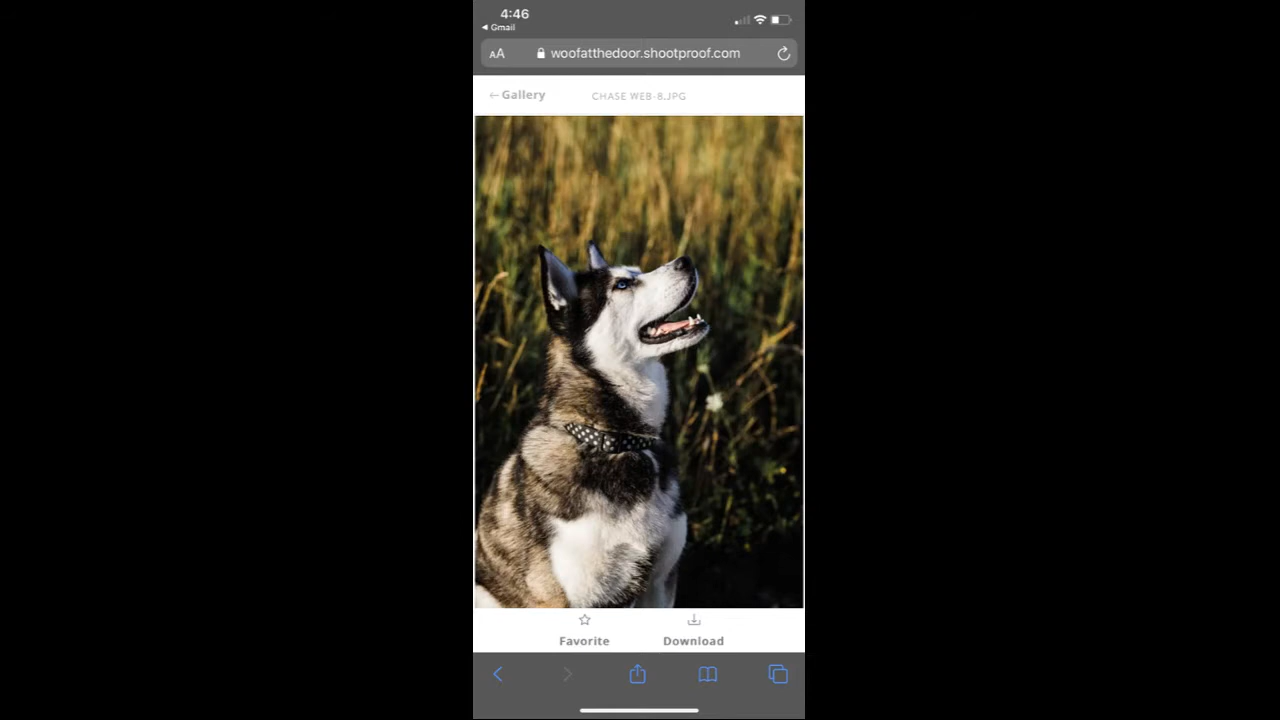 4:46
◀ Gmail
AA woofatthedoor.shootproof.com
← Gallery CHASE WEB-8.JPG
Favorite Download